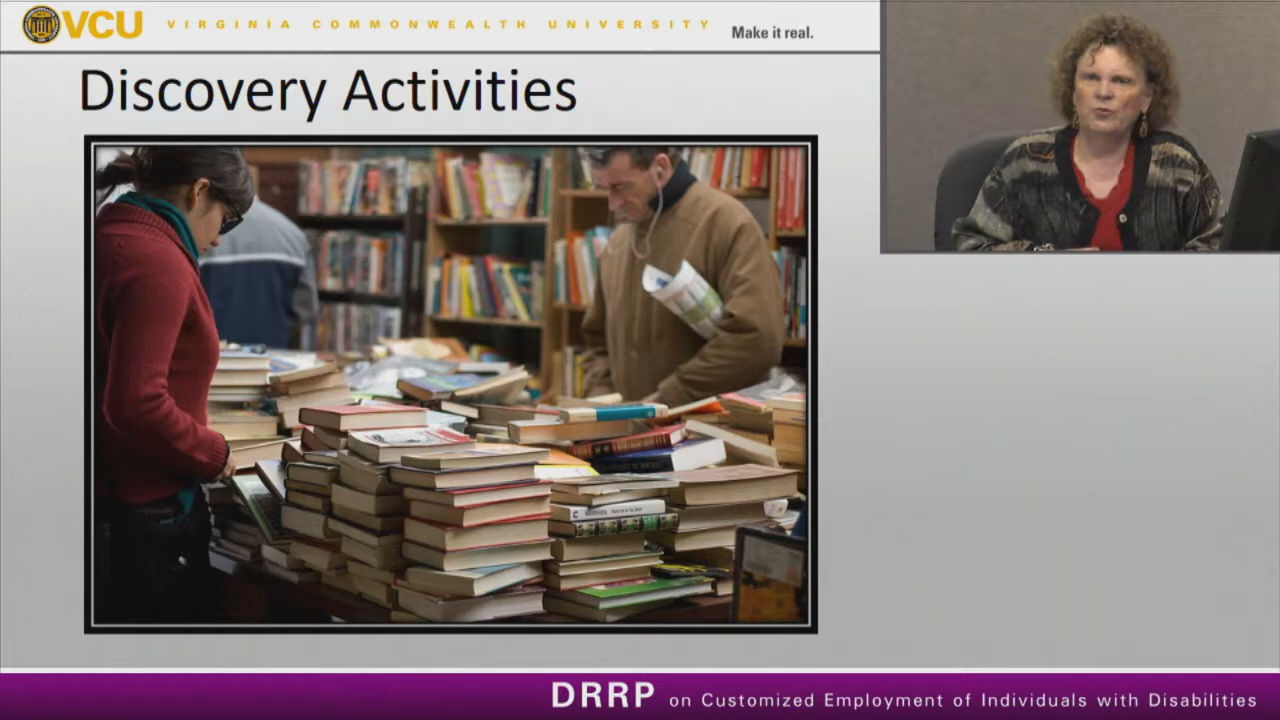 VCU VIRGINIA COMMONWEALTH UNIVERSITY Make it real.
Discovery Activities
DRRP on Customized Employment of Individuals with Disabilities